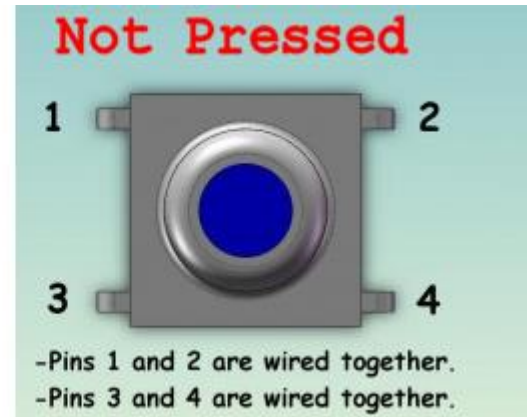 Not Pressed
1 2
3 4
-Pins 1 and 2 are wired together.
-Pins 3 and 4 are wired together.